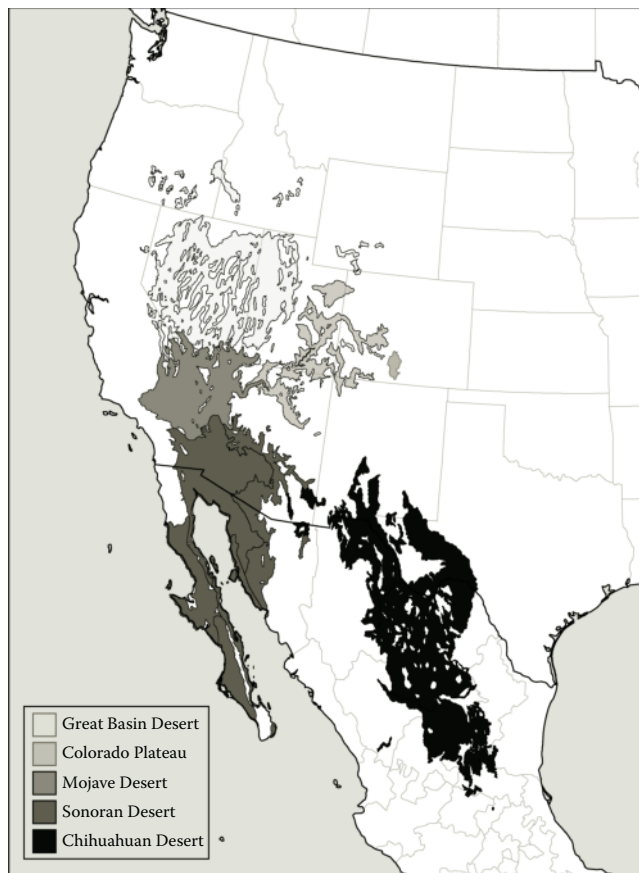 Great Basin Desert
Colorado Plateau
Mojave Desert
Sonoran Desert
Chihuahuan Desert